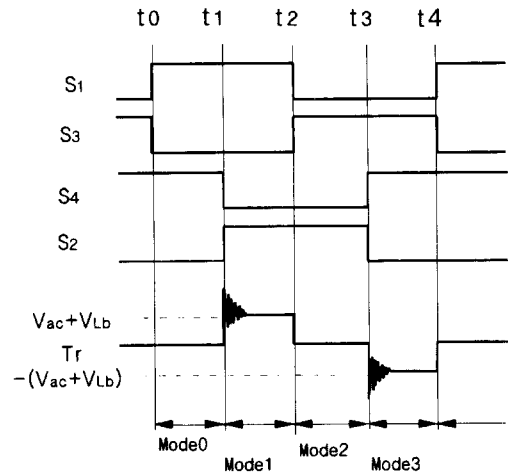 t0 t1 t2 t3 t4
S1
S3
S4
S2
Vac+VLb
Tr
-(Vac+VLb)
Mode0
Mode1
Mode2
Mode3